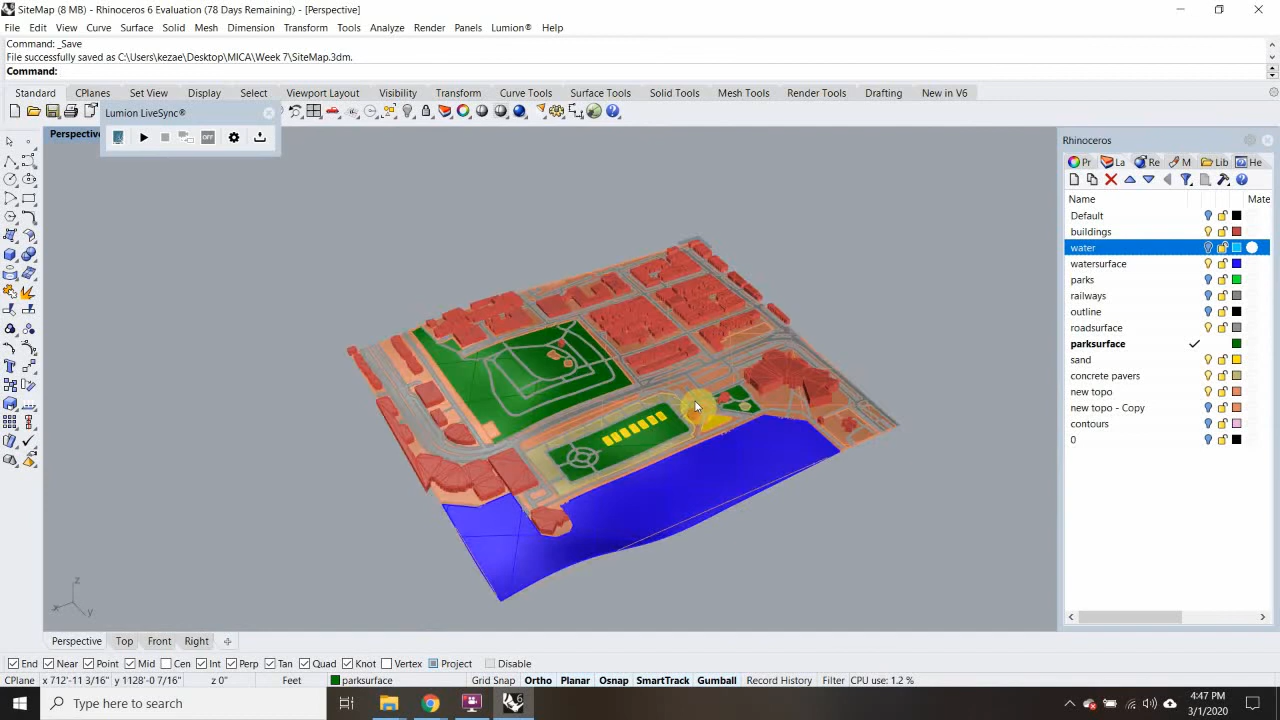 SiteMap (8 MB) - Rhinoceros 6 Evaluation (78 Days Remaining) - [Perspective]
File Edit View Curve Surface Solid Mesh Dimension Transform Tools Analyze Render Panels Lumion® Help
Command: _Save
File successfully saved as C:\Users\kezae\Desktop\MICA\Week 7\SiteMap.3dm.
Command:
Standard CPlanes Set View Display Select Viewport Layout Visibility Transform Curve Tools Surface Tools Solid Tools Mesh Tools Render Tools Drafting New in V6
Lumion LiveSync®
Perspective
OFF
Rhinoceros
Pr La Re M Lib He
Name Mate
Default
buildings
water
watersurface
parks
railways
outline
roadsurface
parksurface
sand
concrete pavers
new topo
new topo - Copy
contours
0
z
x y
Perspective Top Front Right
End Near Point Mid Cen Int Perp Tan Quad Knot Vertex Project Disable
CPlane x 712'-11 3/16" y 1128'-0 7/16" z 0" Feet parksurface Grid Snap Ortho Planar Osnap SmartTrack Gumball Record History Filter CPU use: 1.2 %
Type here to search
4:47 PM
3/1/2020